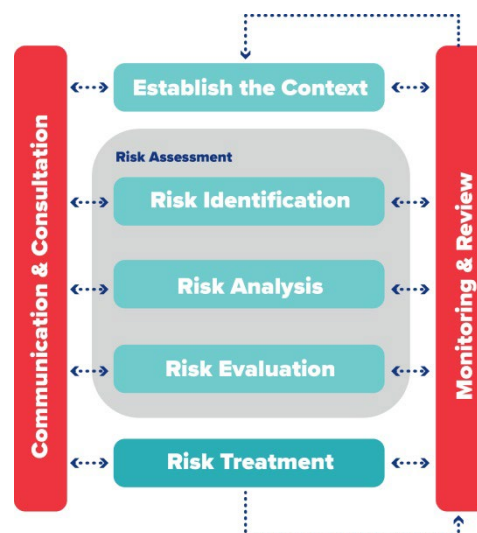 Establish the Context
Risk Assessment
Risk Identification
Risk Analysis
Risk Evaluation
Risk Treatment
Communication & Consultation
Monitoring & Review